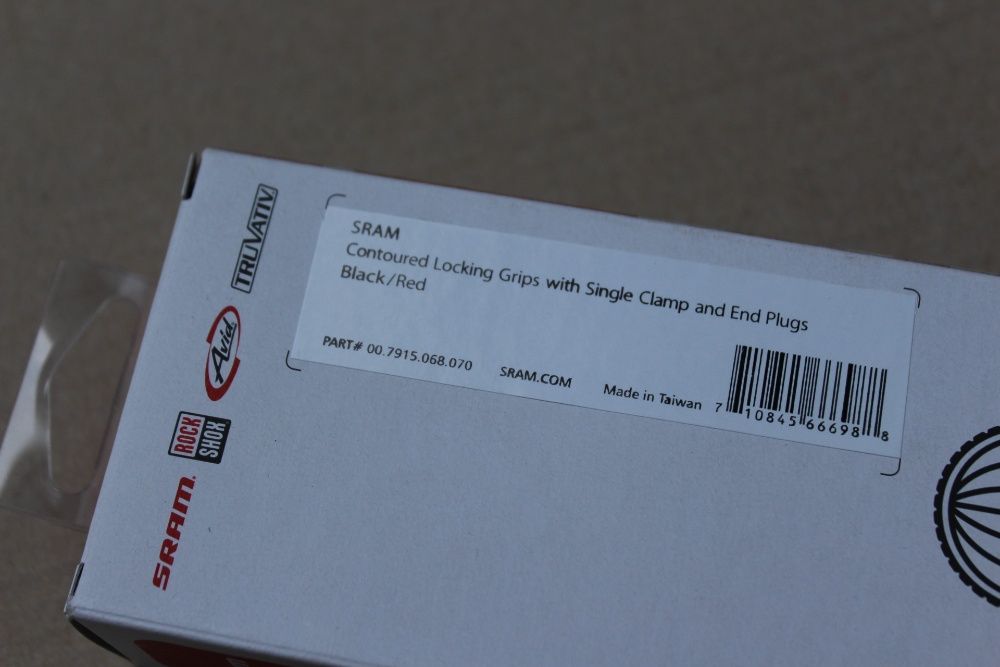 SRAM
Contoured Locking Grips with Single Clamp and End Plugs
Black/Red
PART# 00.7915.068.070 SRAM.COM Made in Taiwan
7 10845 66698 8
TRUVATIV
Avid
ROCK
SHOX
SRAM